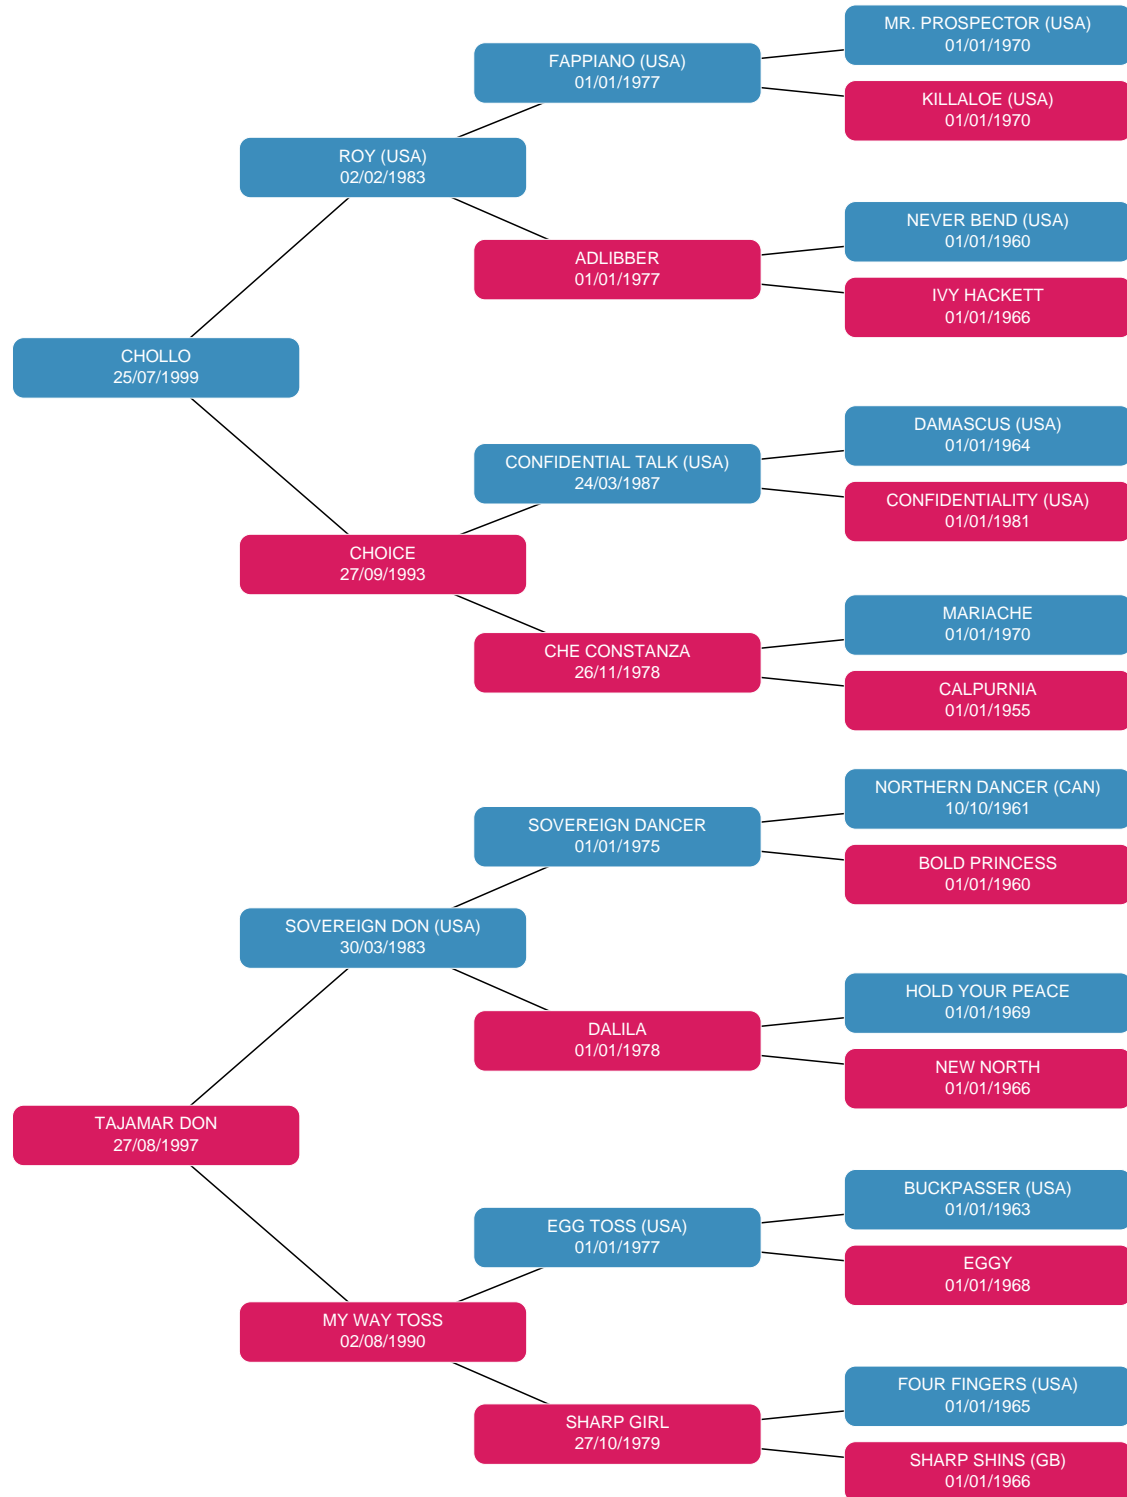 MR. PROSPECTOR (USA)
01/01/1970
FAPPIANO (USA)
01/01/1977
KILLALOE (USA)
01/01/1970
ROY (USA)
02/02/1983
NEVER BEND (USA)
01/01/1960
ADLIBBER
01/01/1977
IVY HACKETT
01/01/1966
CHOLLO
25/07/1999
DAMASCUS (USA)
01/01/1964
CONFIDENTIAL TALK (USA)
24/03/1987
CONFIDENTIALITY (USA)
01/01/1981
CHOICE
27/09/1993
MARIACHE
01/01/1970
CHE CONSTANZA
26/11/1978
CALPURNIA
01/01/1955
NORTHERN DANCER (CAN)
10/10/1961
SOVEREIGN DANCER
01/01/1975
BOLD PRINCESS
01/01/1960
SOVEREIGN DON (USA)
30/03/1983
HOLD YOUR PEACE
01/01/1969
DALILA
01/01/1978
NEW NORTH
01/01/1966
TAJAMAR DON
27/08/1997
BUCKPASSER (USA)
01/01/1963
EGG TOSS (USA)
01/01/1977
EGGY
01/01/1968
MY WAY TOSS
02/08/1990
FOUR FINGERS (USA)
01/01/1965
SHARP GIRL
27/10/1979
SHARP SHINS (GB)
01/01/1966